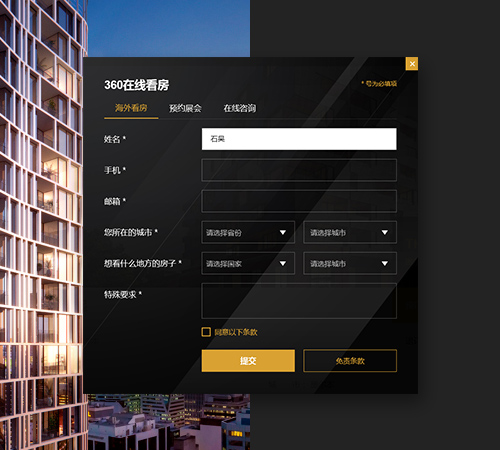 ×
360在线看房
* 号为必填项
海外看房 预约展会 在线咨询
姓名 * 石吴
手机 *
邮箱 *
您所在的城市 * 请选择省份 请选择城市
想看什么地方的房子 * 请选择国家 请选择城市
特殊要求 *
同意以下条款
提交 免责条款